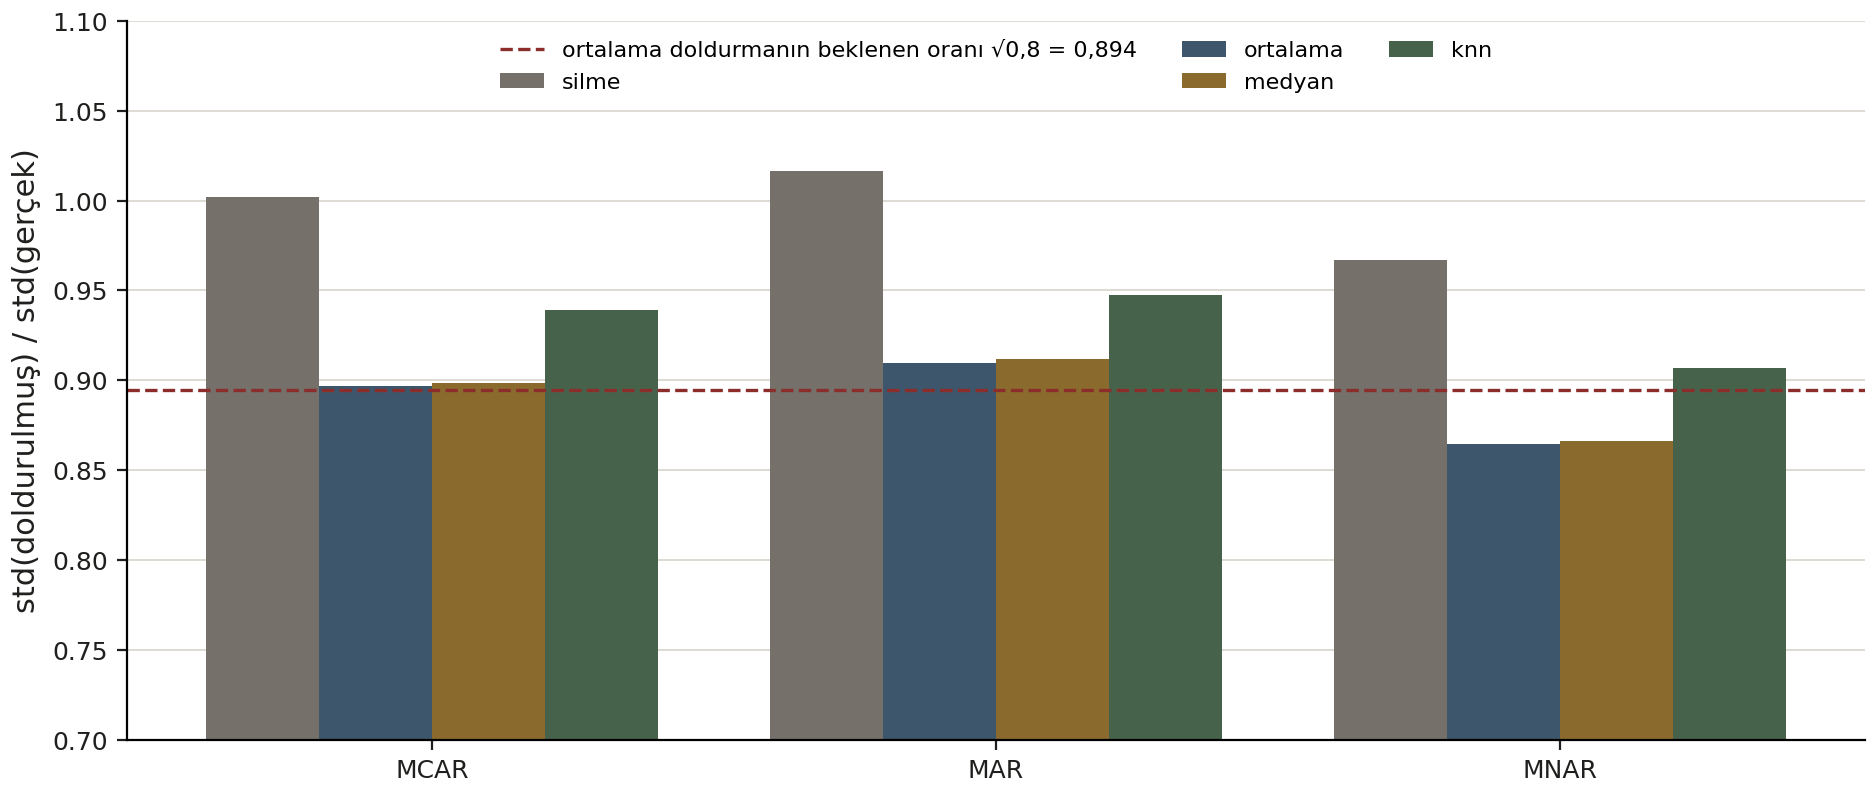 ortalama doldurmanın beklenen oranı √0,8 = 0,894
silme
ortalama
medyan
knn
std(doldurulmuş) / std(gerçek)
1.10
1.05
1.00
0.95
0.90
0.85
0.80
0.75
0.70
MCAR
MAR
MNAR